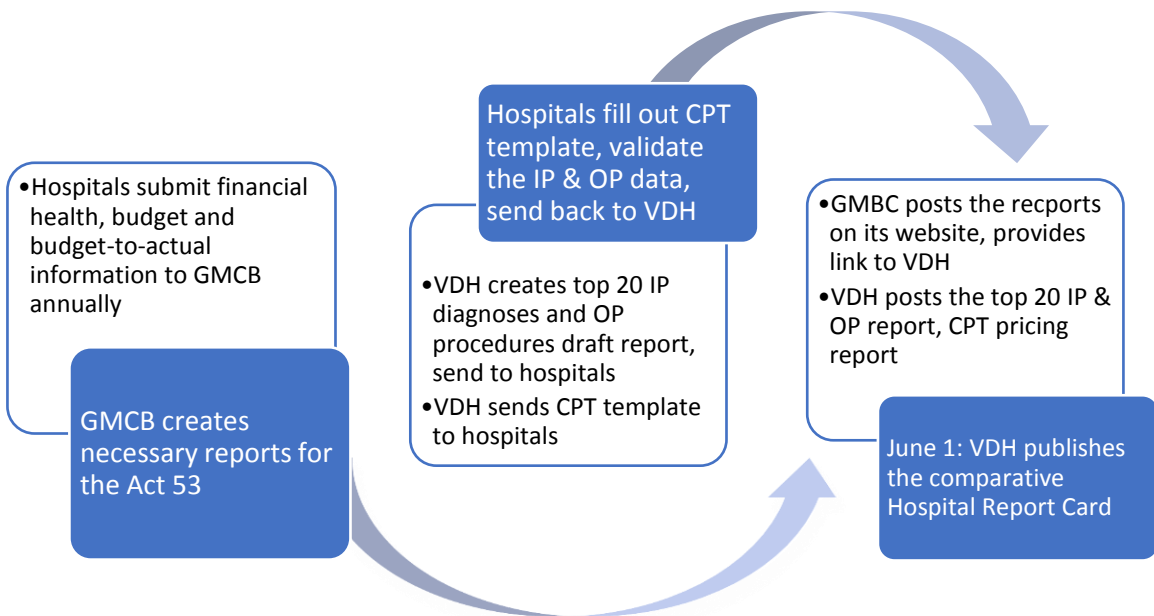 •Hospitals submit financial
health, budget and
budget-to-actual
information to GMCB
annually
GMCB creates
necessary reports for
the Act 53
Hospitals fill out CPT
template, validate
the IP & OP data,
send back to VDH
•VDH creates top 20 IP
diagnoses and OP
procedures draft report,
send to hospitals
•VDH sends CPT template
to hospitals
•GMBC posts the recports
on its website, provides
link to VDH
•VDH posts the top 20 IP &
OP report, CPT pricing
report
June 1: VDH publishes
the comparative
Hospital Report Card